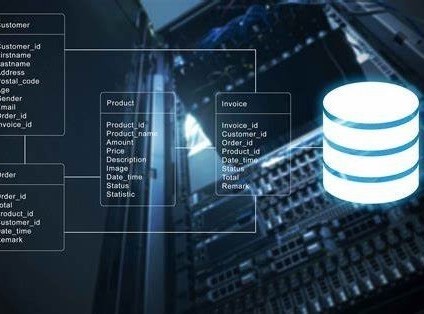 Customer
Customer_id
Firstname
Lastname
Address
Postal_code
Age
Gender
Email
Order_id
Invoice_id
Order
Order_id
Total
Product_id
Customer_id
Date_time
Remark
Product
Product_id
Product_name
Amount
Price
Description
Image
Date_time
Status
Statistic
Invoice
Invoice_id
Customer_id
Order_id
Product_id
Date_time
Status
Total
Remark